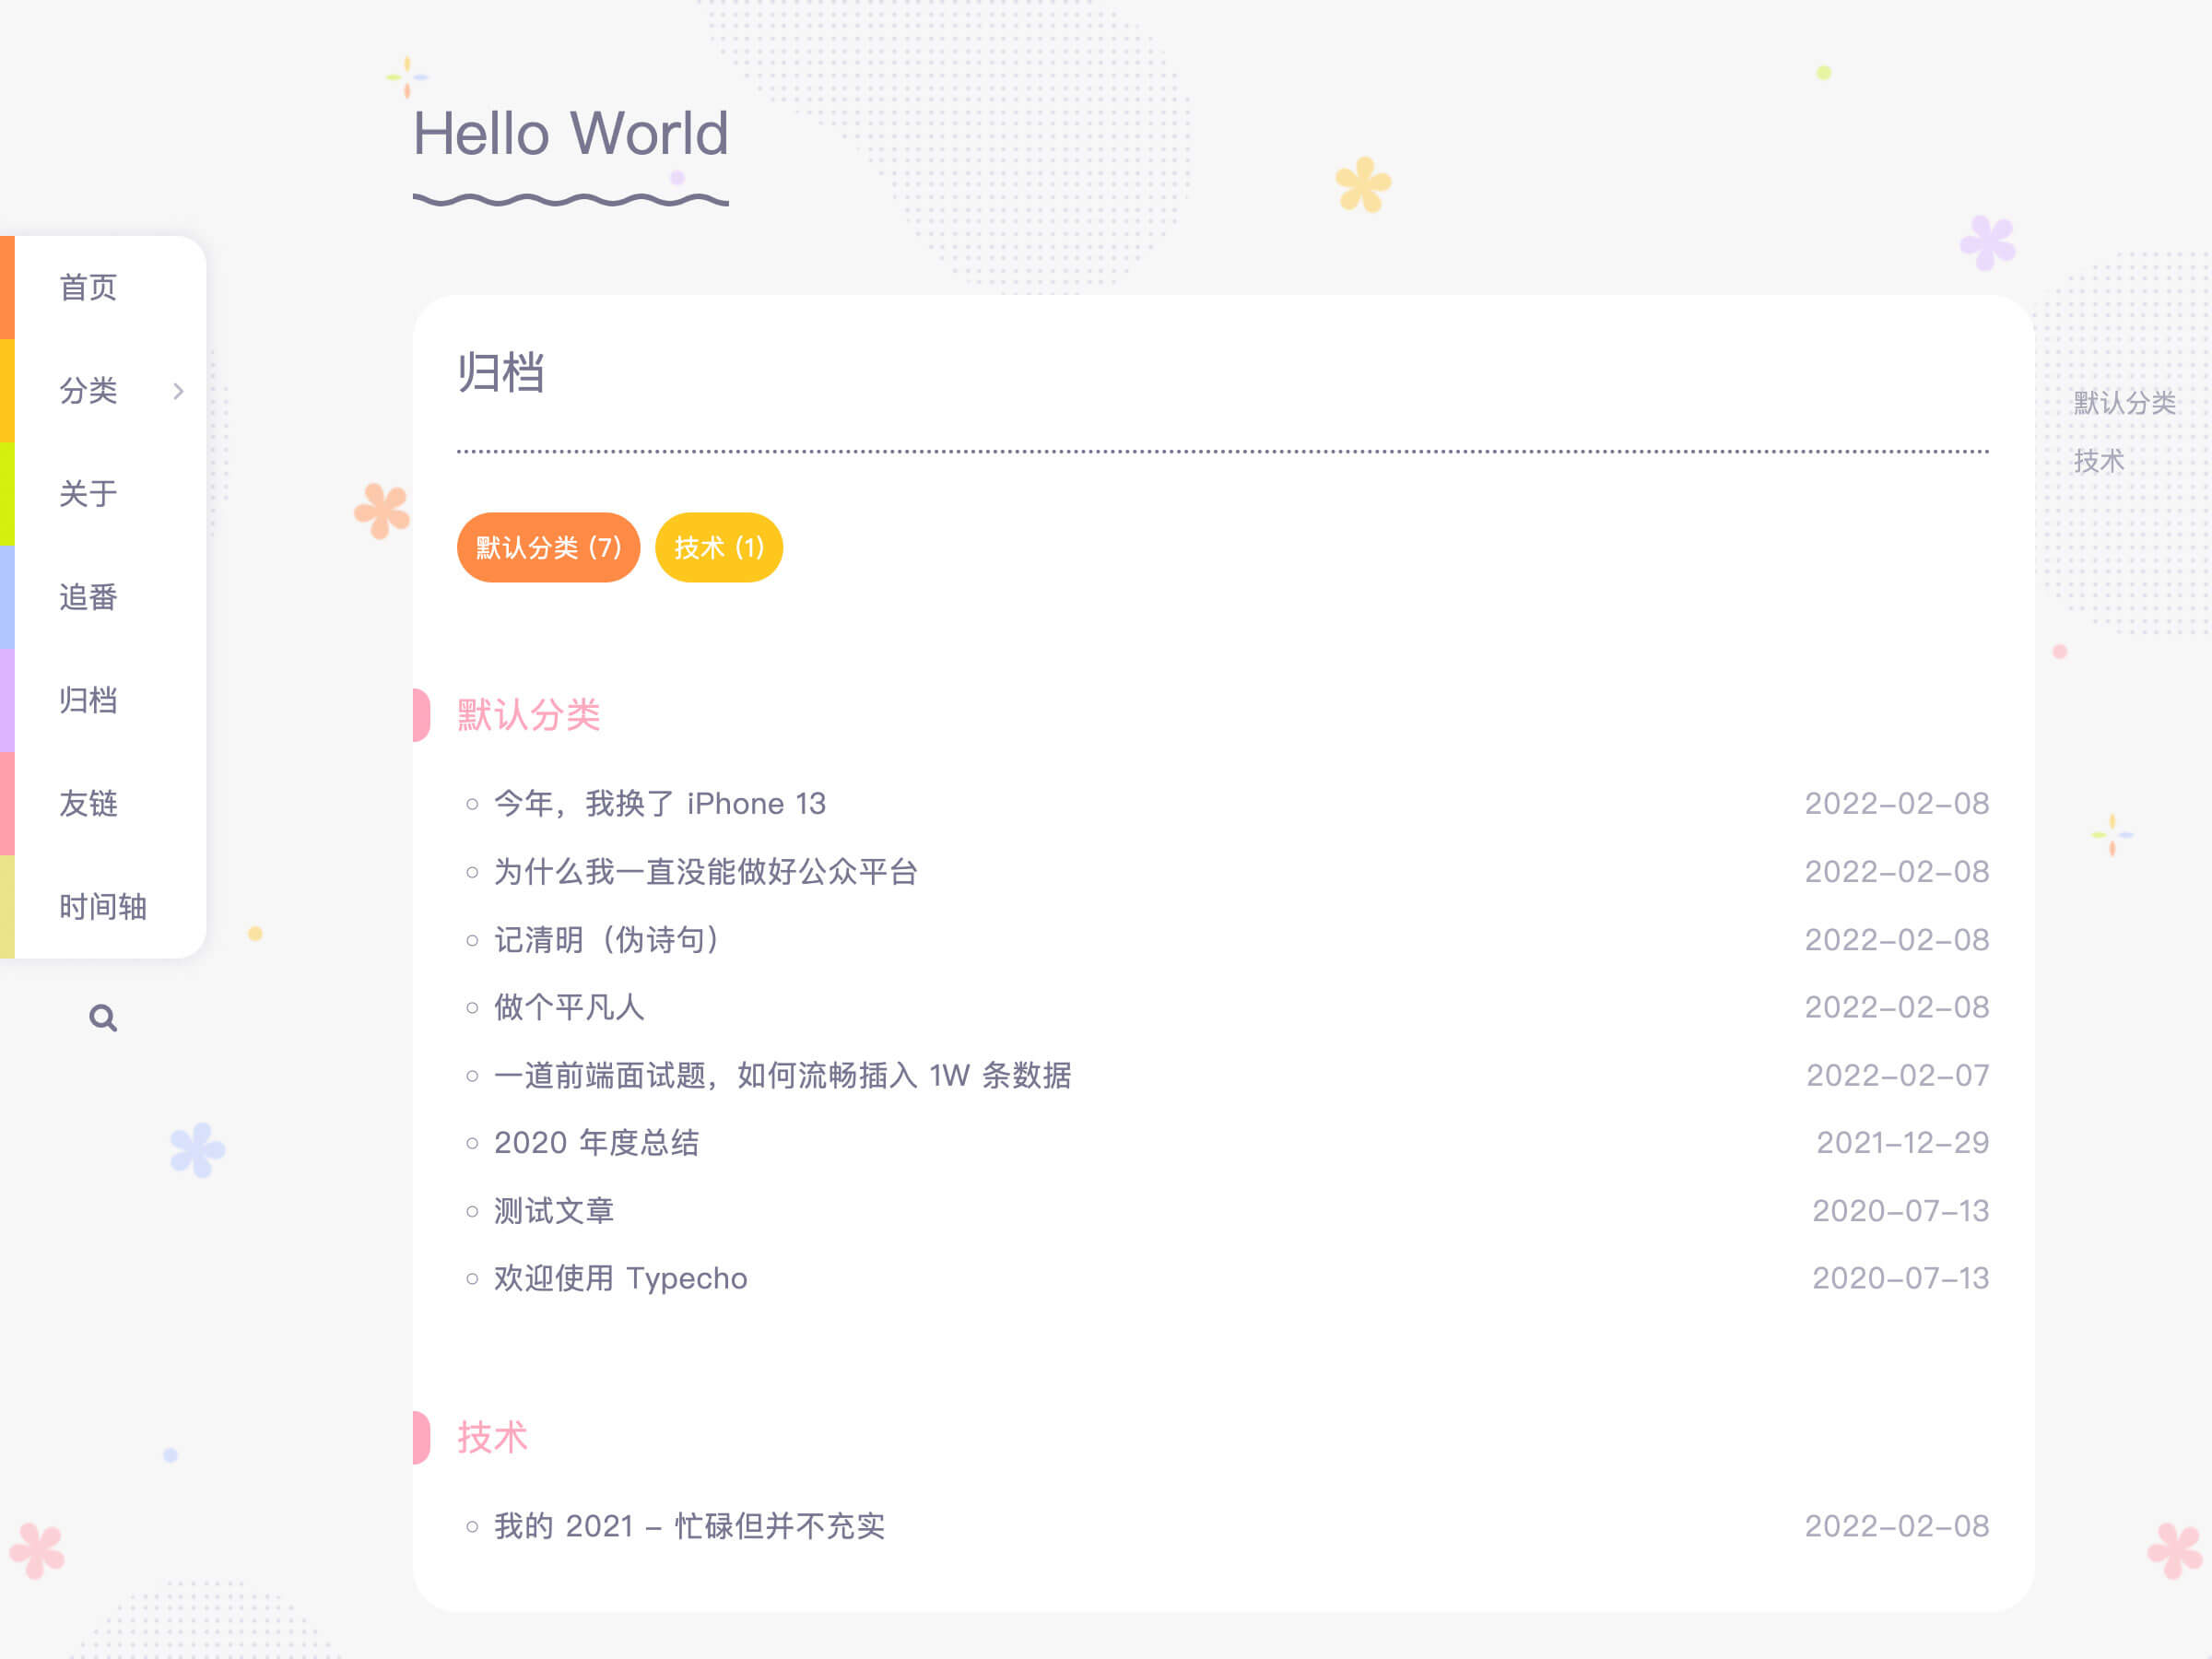 Hello World
首页
分类
关于
追番
归档
友链
时间轴
归档
默认分类 (7)
技术 (1)
默认分类
今年，我换了 iPhone 13 2022-02-08
为什么我一直没能做好公众平台 2022-02-08
记清明（伪诗句） 2022-02-08
做个平凡人 2022-02-08
一道前端面试题，如何流畅插入 1W 条数据 2022-02-07
2020 年度总结 2021-12-29
测试文章 2020-07-13
欢迎使用 Typecho 2020-07-13
技术
我的 2021 – 忙碌但并不充实 2022-02-08
默认分类
技术